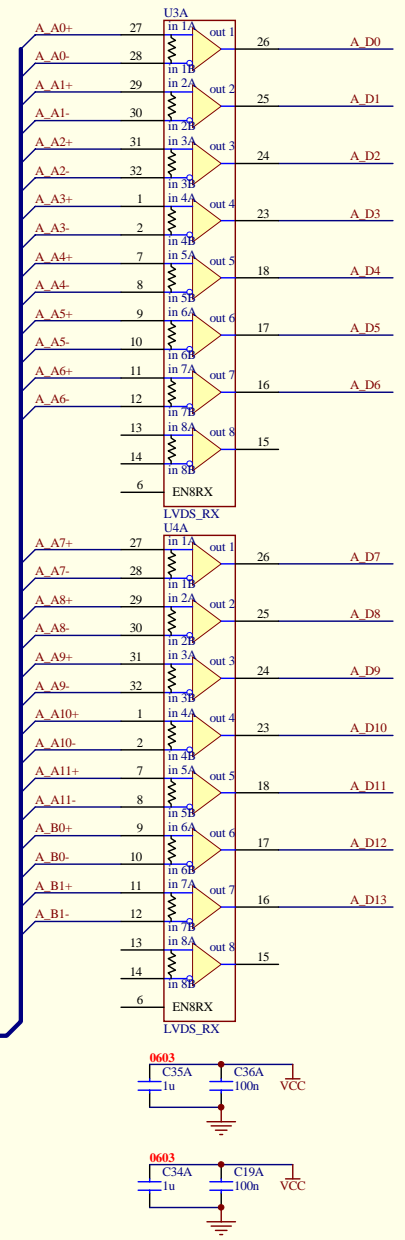 U3A
A_A0+ 27 in 1A out 1 26 A_D0
A_A0- 28 in 1B
A_A1+ 29 in 2A out 2 25 A_D1
A_A1- 30 in 2B
A_A2+ 31 in 3A out 3 24 A_D2
A_A2- 32 in 3B
A_A3+ 1 in 4A out 4 23 A_D3
A_A3- 2 in 4B
A_A4+ 7 in 5A out 5 18 A_D4
A_A4- 8 in 5B
A_A5+ 9 in 6A out 6 17 A_D5
A_A5- 10 in 6B
A_A6+ 11 in 7A out 7 16 A_D6
A_A6- 12 in 7B
13 in 8A out 8 15
14 in 8B
6 EN8RX
LVDS_RX
U4A
A_A7+ 27 in 1A out 1 26 A_D7
A_A7- 28 in 1B
A_A8+ 29 in 2A out 2 25 A_D8
A_A8- 30 in 2B
A_A9+ 31 in 3A out 3 24 A_D9
A_A9- 32 in 3B
A_A10+ 1 in 4A out 4 23 A_D10
A_A10- 2 in 4B
A_A11+ 7 in 5A out 5 18 A_D11
A_A11- 8 in 5B
A_B0+ 9 in 6A out 6 17 A_D12
A_B0- 10 in 6B
A_B1+ 11 in 7A out 7 16 A_D13
A_B1- 12 in 7B
13 in 8A out 8 15
14 in 8B
6 EN8RX
LVDS_RX
0603
C35A C36A
1u 100n VCC
0603
C34A C19A
1u 100n VCC